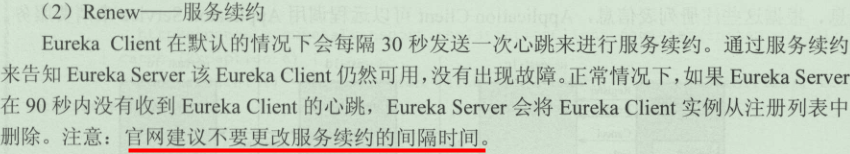 （2）Renew——服务续约
Eureka Client 在默认的情况下会每隔 30 秒发送一次心跳来进行服务续约。通过服务续约
来告知 Eureka Server 该 Eureka Client 仍然可用，没有出现故障。正常情况下，如果 Eureka Server
在 90 秒内没有收到 Eureka Client 的心跳，Eureka Server 会将 Eureka Client 实例从注册列表中
删除。注意：官网建议不要更改服务续约的间隔时间。